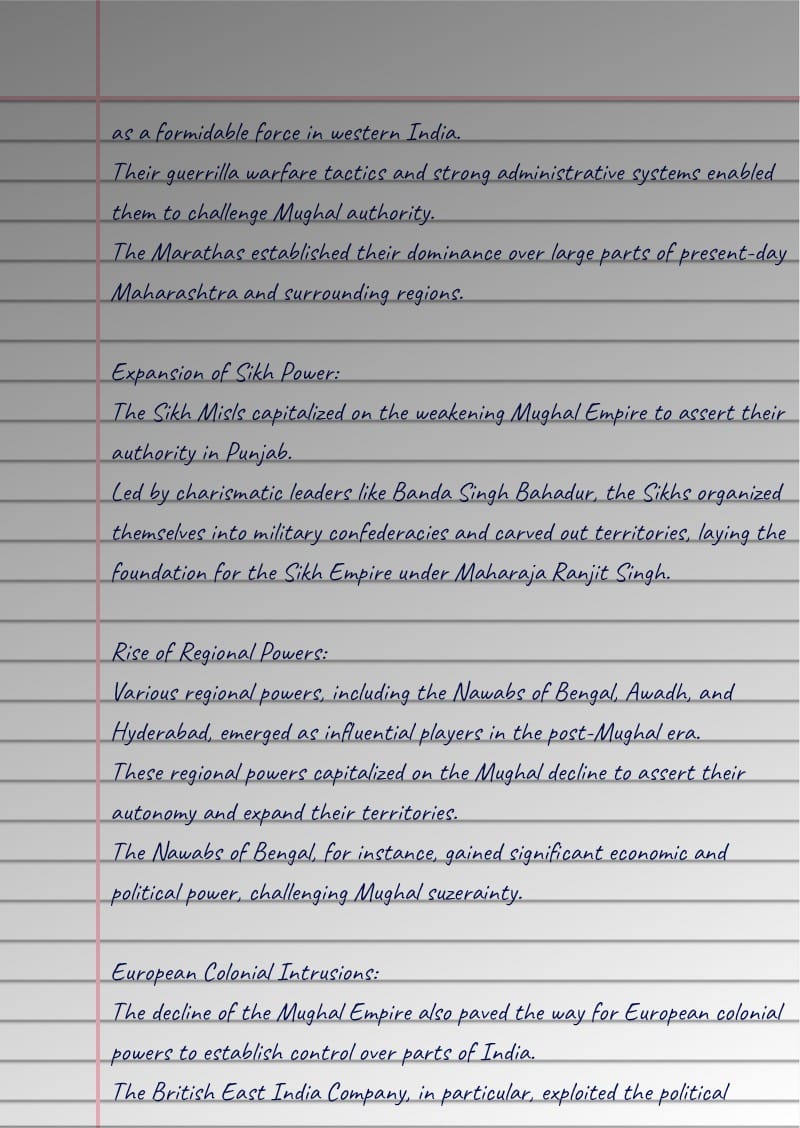 as a formidable force in western India.
Their guerrilla warfare tactics and strong administrative systems enabled
them to challenge Mughal authority.
The Marathas established their dominance over large parts of present-day
Maharashtra and surrounding regions.
Expansion of Sikh Power:
The Sikh Misls capitalized on the weakening Mughal Empire to assert their
authority in Punjab.
Led by charismatic leaders like Banda Singh Bahadur, the Sikhs organized
themselves into military confederacies and carved out territories, laying the
foundation for the Sikh Empire under Maharaja Ranjit Singh.
Rise of Regional Powers:
Various regional powers, including the Nawabs of Bengal, Awadh, and
Hyderabad, emerged as influential players in the post-Mughal era.
These regional powers capitalized on the Mughal decline to assert their
autonomy and expand their territories.
The Nawabs of Bengal, for instance, gained significant economic and
political power, challenging Mughal suzerainty.
European Colonial Intrusions:
The decline of the Mughal Empire also paved the way for European colonial
powers to establish control over parts of India.
The British East India Company, in particular, exploited the political